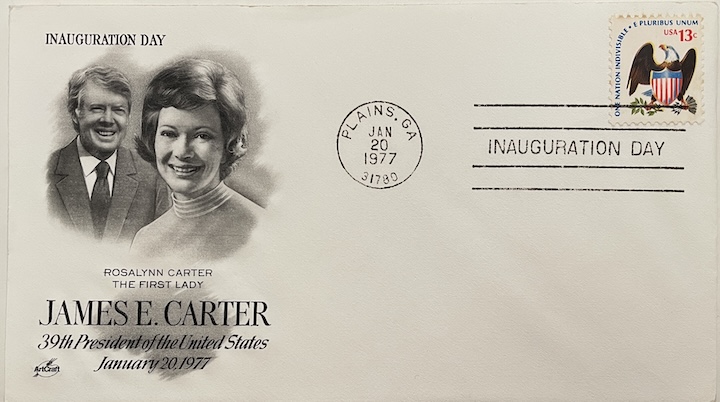 INAUGURATION DAY
ROSALYNN CARTER
THE FIRST LADY
JAMES E. CARTER
39th President of the United States
January 20, 1977
ArtCraft
PLAINS, GA
JAN
20
1977
31780
ONE NATION INDIVISIBLE • E PLURIBUS UNUM
USA 13c
INAUGURATION DAY